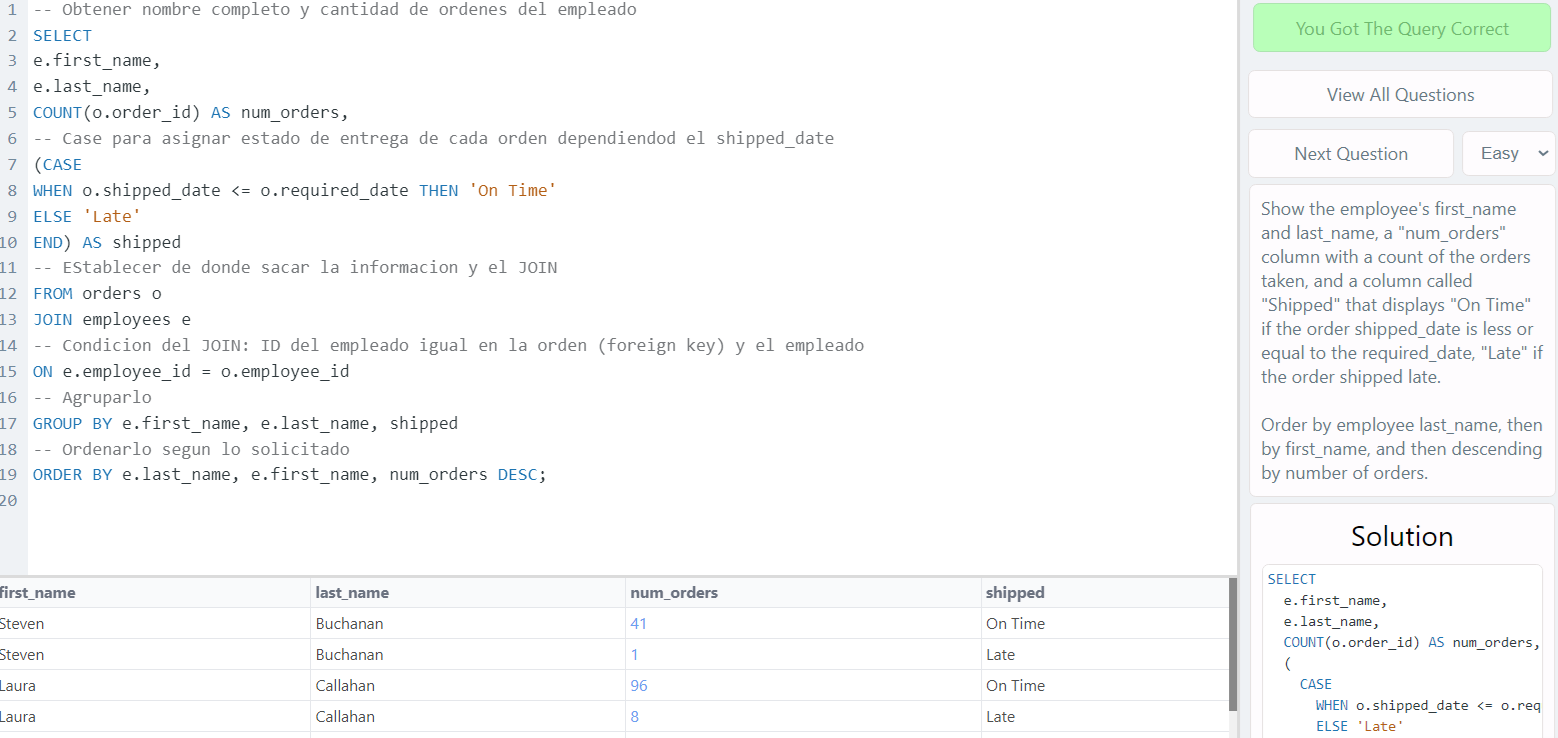 1 -- Obtener nombre completo y cantidad de ordenes del empleado
2 SELECT
3 e.first_name,
4 e.last_name,
5 COUNT(o.order_id) AS num_orders,
6 -- Case para asignar estado de entrega de cada orden dependiendod el shipped_date
7 (CASE
8 WHEN o.shipped_date <= o.required_date THEN 'On Time'
9 ELSE 'Late'
10 END) AS shipped
11 -- EStablecer de donde sacar la informacion y el JOIN
12 FROM orders o
13 JOIN employees e
14 -- Condicion del JOIN: ID del empleado igual en la orden (foreign key) y el empleado
15 ON e.employee_id = o.employee_id
16 -- Agruparlo
17 GROUP BY e.first_name, e.last_name, shipped
18 -- Ordenarlo segun lo solicitado
19 ORDER BY e.last_name, e.first_name, num_orders DESC;
20
first_name last_name num_orders shipped
Steven Buchanan 41 On Time
Steven Buchanan 1 Late
Laura Callahan 96 On Time
Laura Callahan 8 Late
You Got The Query Correct
View All Questions
Next Question Easy
Show the employee's first_name
and last_name, a "num_orders"
column with a count of the orders
taken, and a column called
"Shipped" that displays "On Time"
if the order shipped_date is less or
equal to the required_date, "Late" if
the order shipped late.
Order by employee last_name, then
by first_name, and then descending
by number of orders.
Solution
SELECT
e.first_name,
e.last_name,
COUNT(o.order_id) AS num_orders,
(
CASE
WHEN o.shipped_date <= o.req
ELSE 'Late'